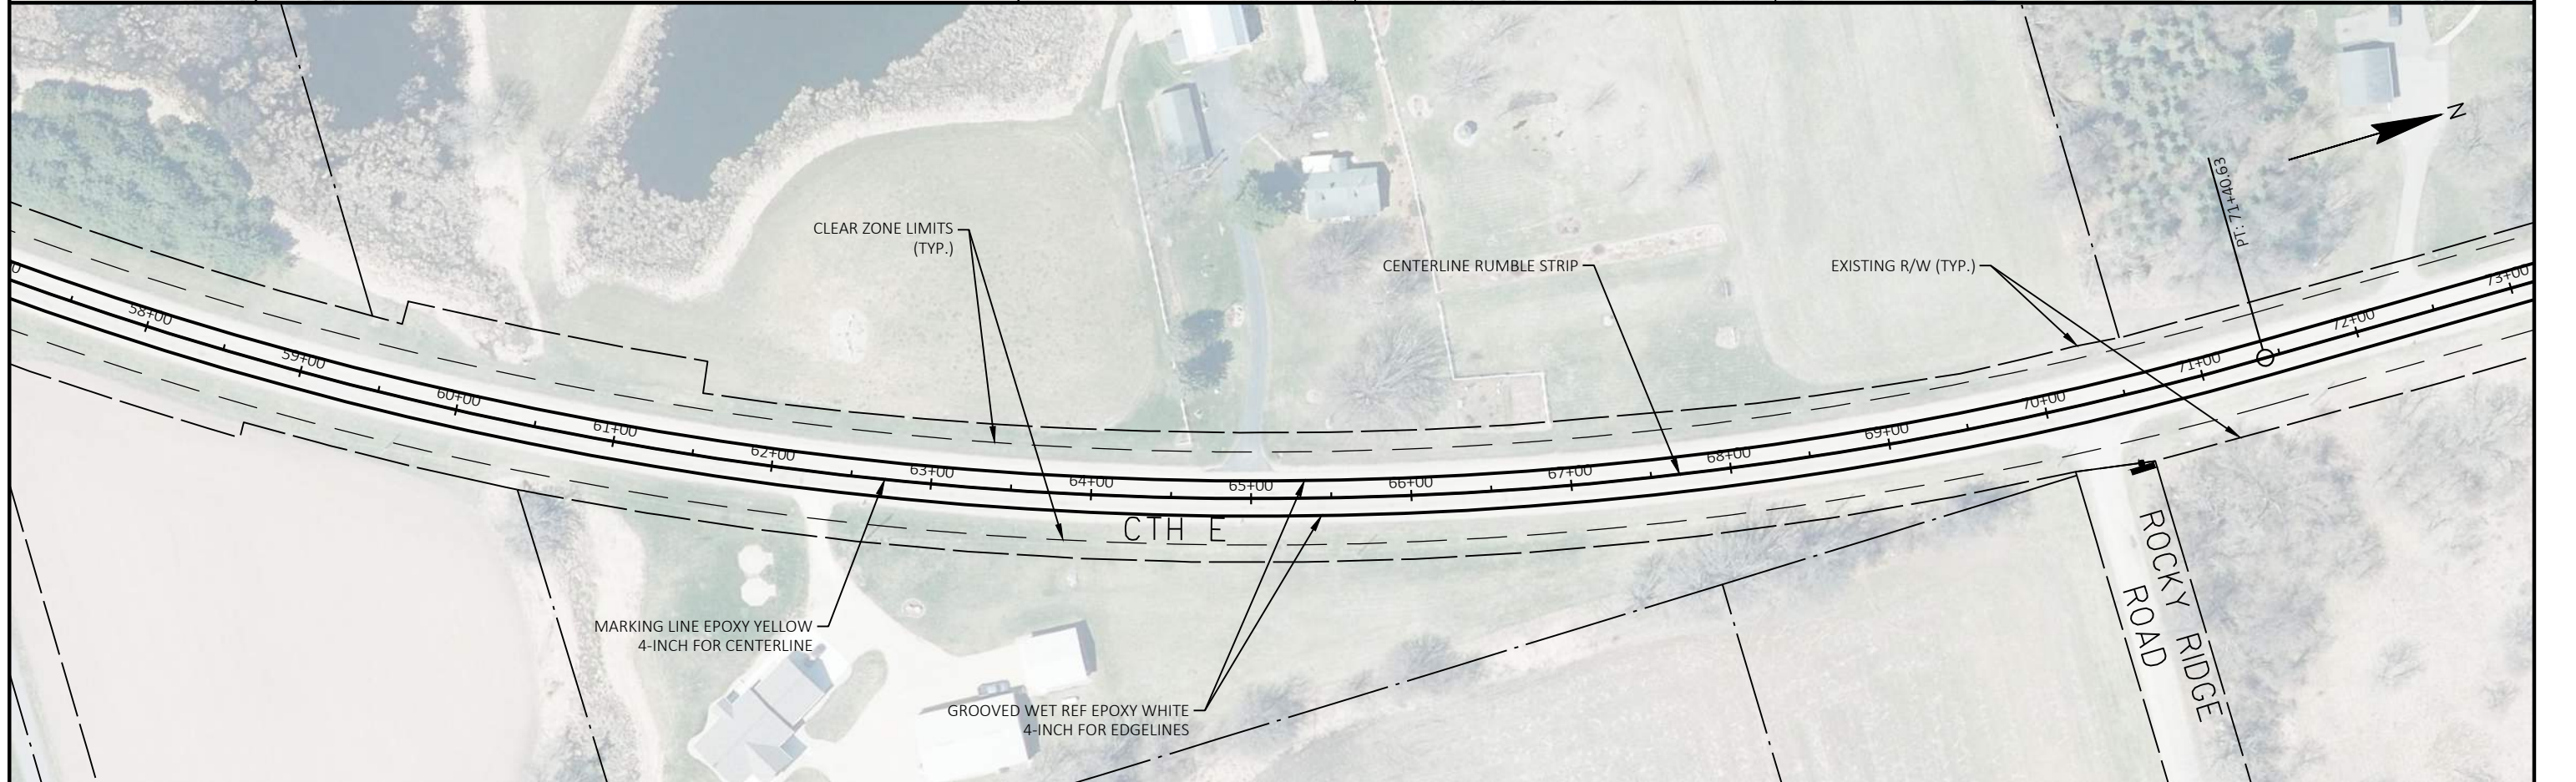 CLEAR ZONE LIMITS
(TYP.)
CENTERLINE RUMBLE STRIP
EXISTING R/W (TYP.)
N
PT: 71+40.63
58+00
59+00
60+00
61+00
62+00
63+00
64+00
65+00
66+00
67+00
68+00
69+00
70+00
71+00
72+00
73+00
CTH E
MARKING LINE EPOXY YELLOW
4-INCH FOR CENTERLINE
GROOVED WET REF EPOXY WHITE
4-INCH FOR EDGELINES
ROCKY RIDGE
ROAD